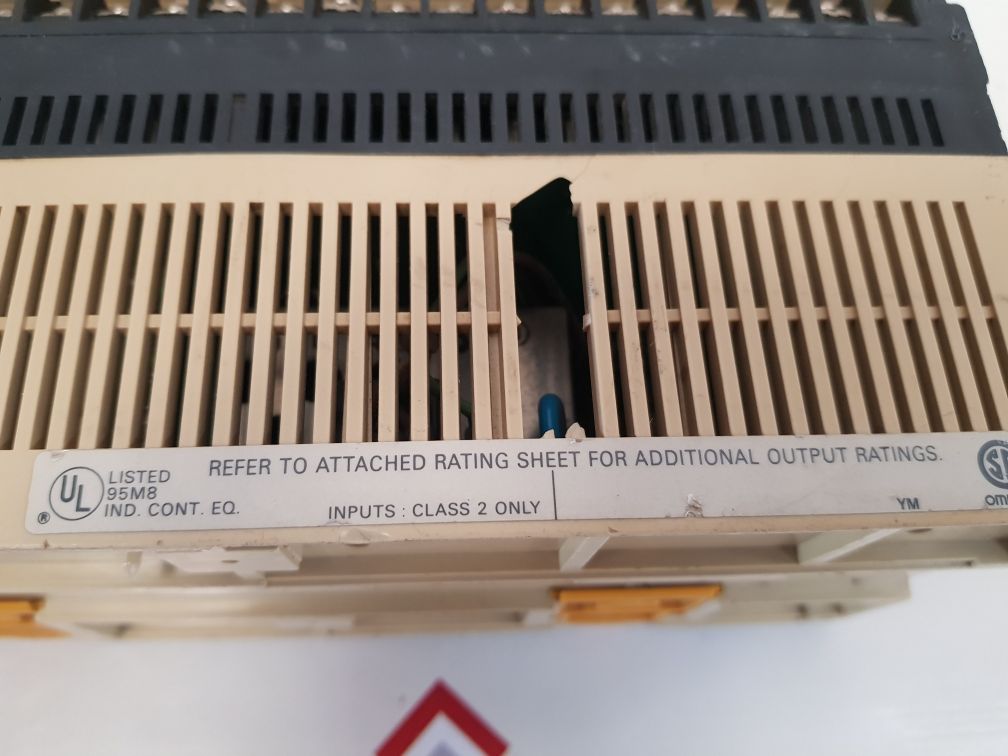 UL
®
LISTED
95M8
IND. CONT. EQ.
REFER TO ATTACHED RATING SHEET FOR ADDITIONAL OUTPUT RATINGS.
INPUTS : CLASS 2 ONLY
YM